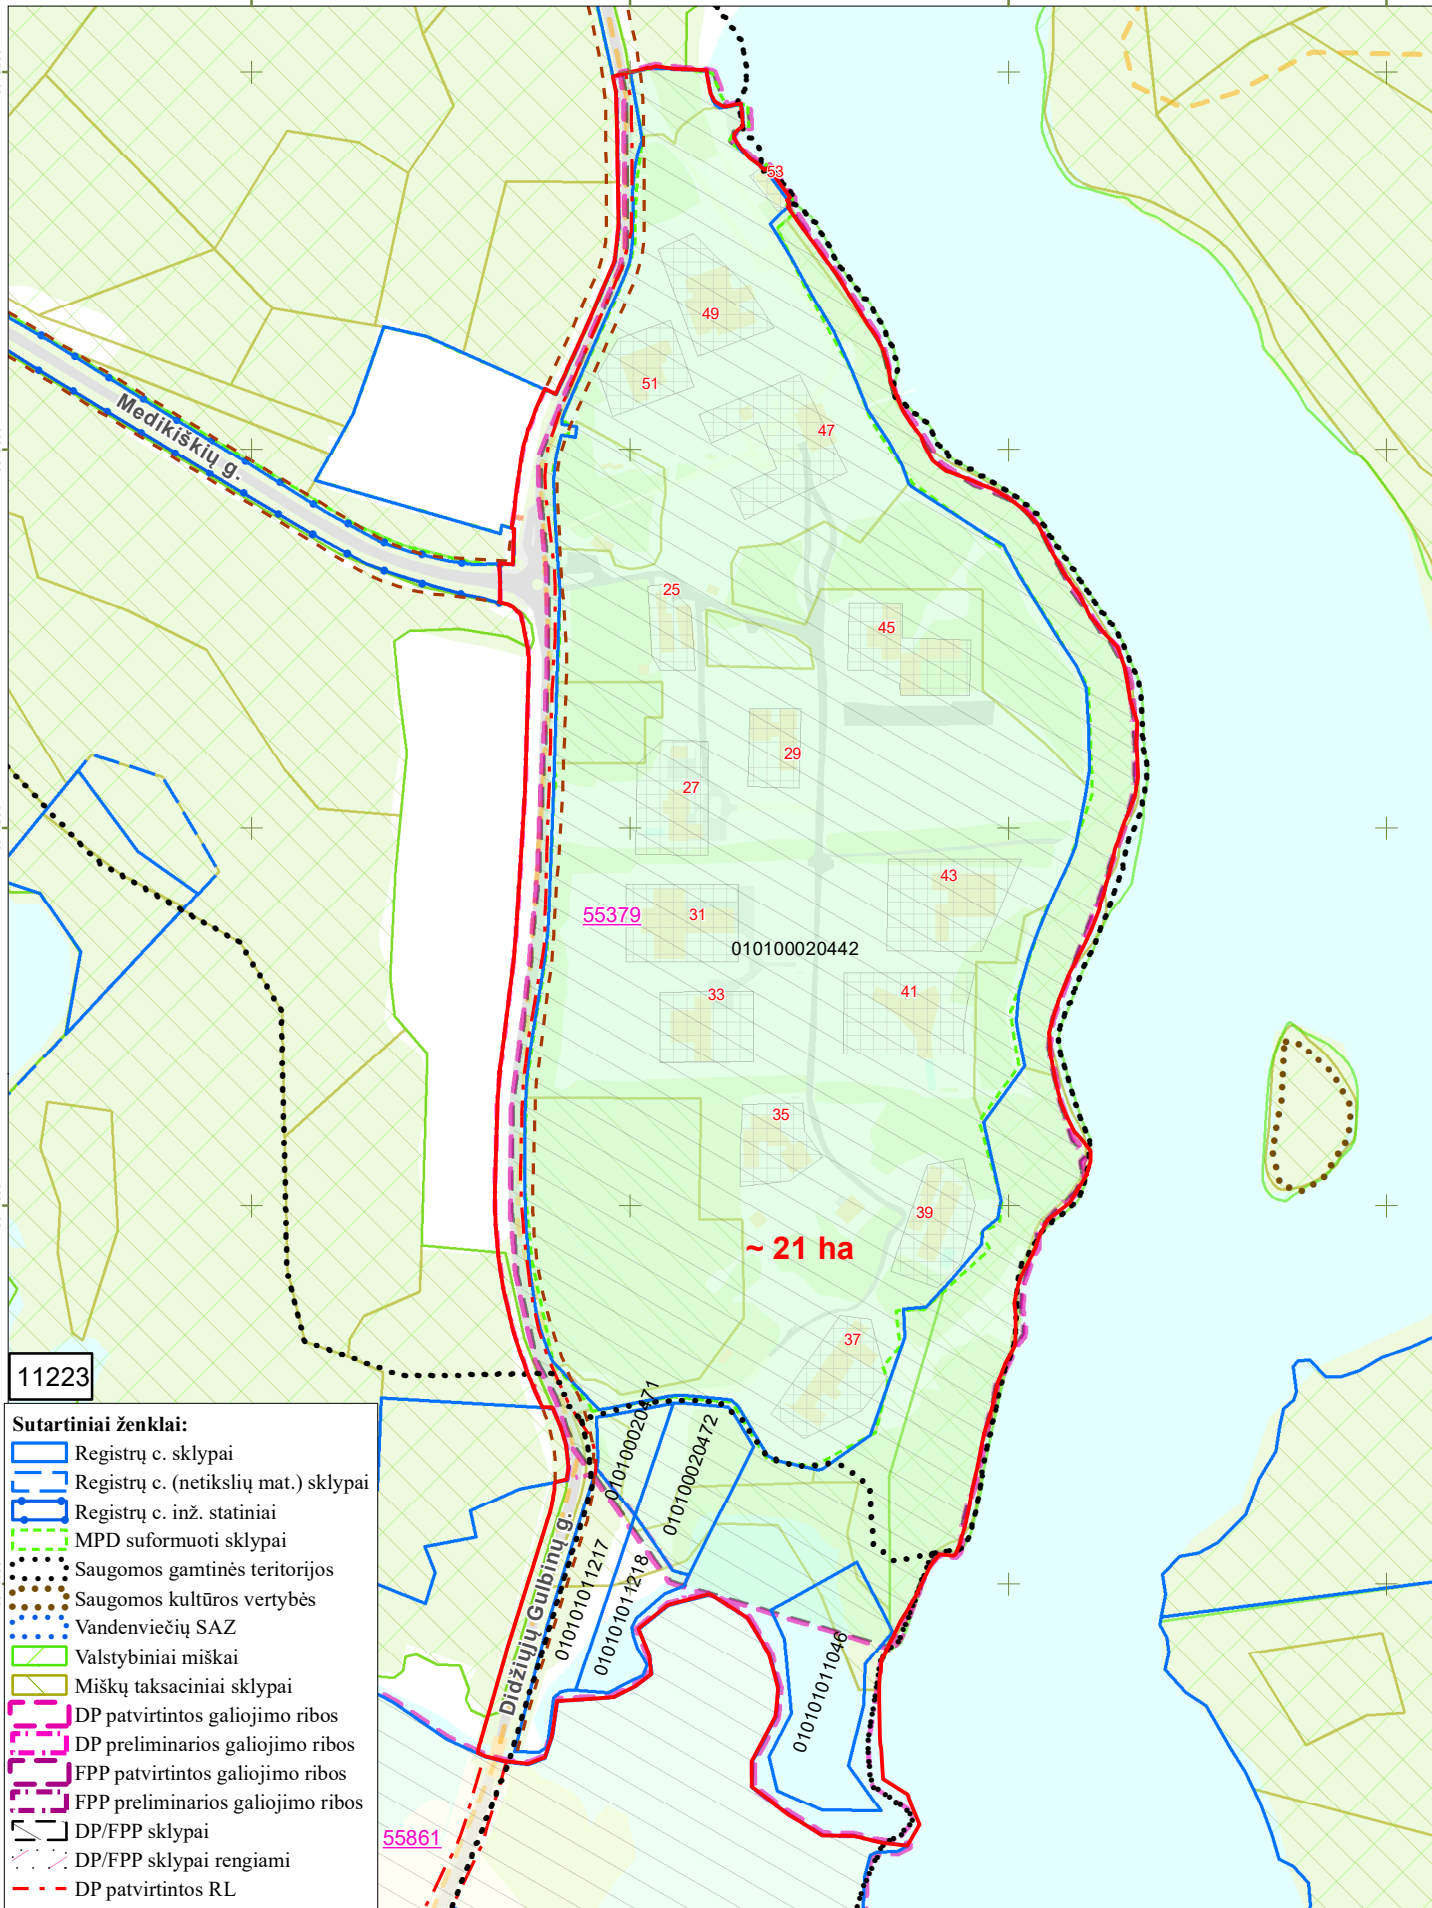 53
49
51
47
Medikiškių g.
25
45
29
27
43
55379
31
010100020442
33
41
35
39
~ 21 ha
37
11223
010100020471
010100020472
010101011217
010101011218
010101011046
Didžiųjų Gulbinų g.
55861
Sutartiniai ženklai:
Registrų c. sklypai
Registrų c. (netikslių mat.) sklypai
Registrų c. inž. statiniai
MPD suformuoti sklypai
Saugomos gamtinės teritorijos
Saugomos kultūros vertybės
Vandenviečių SAZ
Valstybiniai miškai
Miškų taksaciniai sklypai
DP patvirtintos galiojimo ribos
DP preliminarios galiojimo ribos
FPP patvirtintos galiojimo ribos
FPP preliminarios galiojimo ribos
DP/FPP sklypai
DP/FPP sklypai rengiami
DP patvirtintos RL